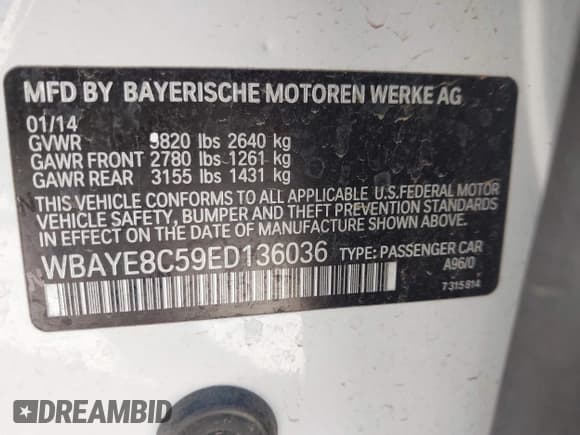 MFD BY BAYERISCHE MOTOREN WERKE AG
01/14
GVWR 5820 lbs 2640 kg
GAWR FRONT 2780 lbs 1261 kg
GAWR REAR 3155 lbs 1431 kg
THIS VEHICLE CONFORMS TO ALL APPLICABLE U.S.FEDERAL MOTOR
VEHICLE SAFETY, BUMPER AND THEFT PREVENTION STANDARDS
IN EFFECT ON THE DATE OF MANUFACTURE SHOWN ABOVE.
WBAYE8C59ED136036 TYPE: PASSENGER CAR
A96/0
7315814
DREAMBID
DREAMBID.COM